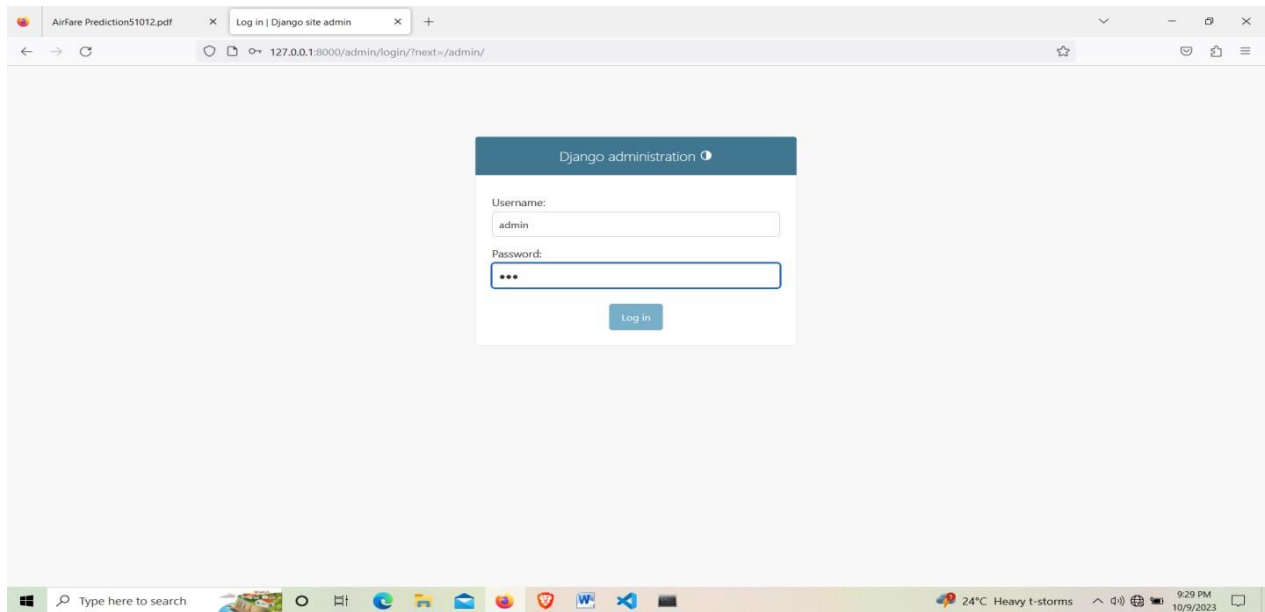 AirFare Prediction51012.pdf
Log in | Django site admin
127.0.0.1:8000/admin/login/?next=/admin/
Django administration
Username:
admin
Password:
•••
Log in
Type here to search
24°C Heavy t-storms
9:29 PM
10/9/2023